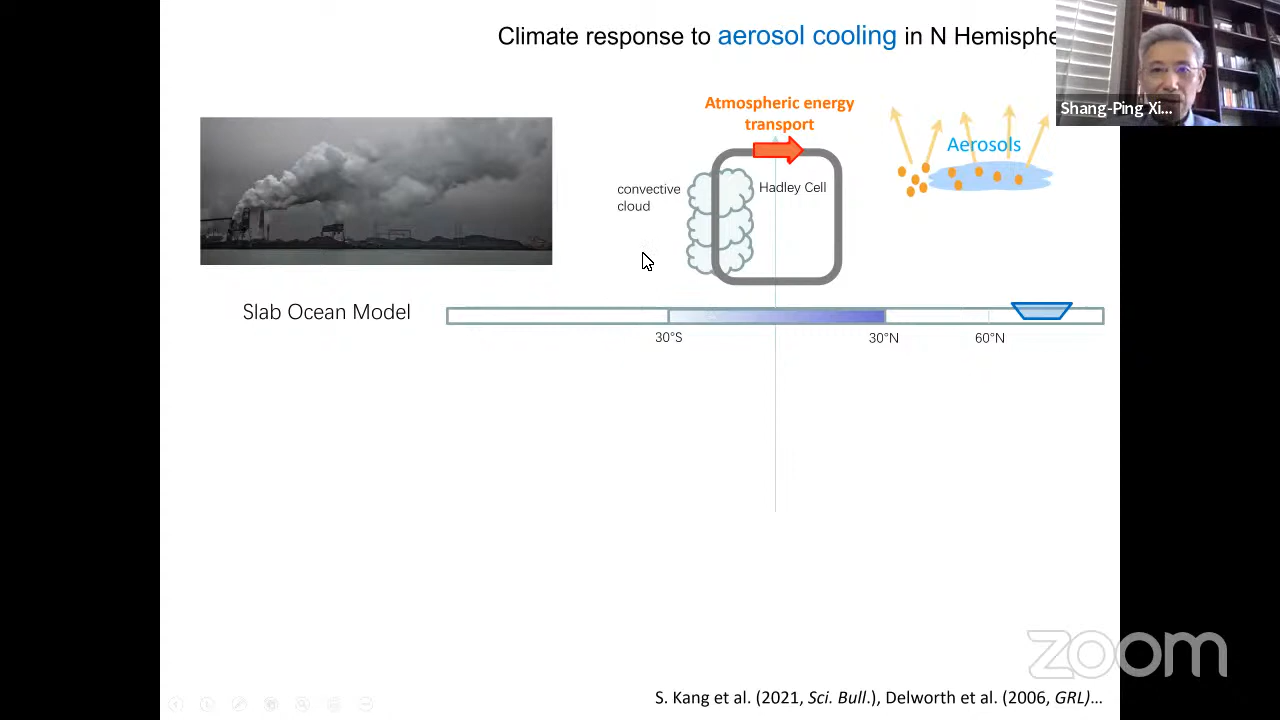 Climate response to aerosol cooling in N Hemisphe
Shang-Ping Xi...
Atmospheric energy
transport
Aerosols
convective
cloud
Hadley Cell
Slab Ocean Model
30°S
30°N
60°N
zoom
S. Kang et al. (2021, Sci. Bull.), Delworth et al. (2006, GRL)…